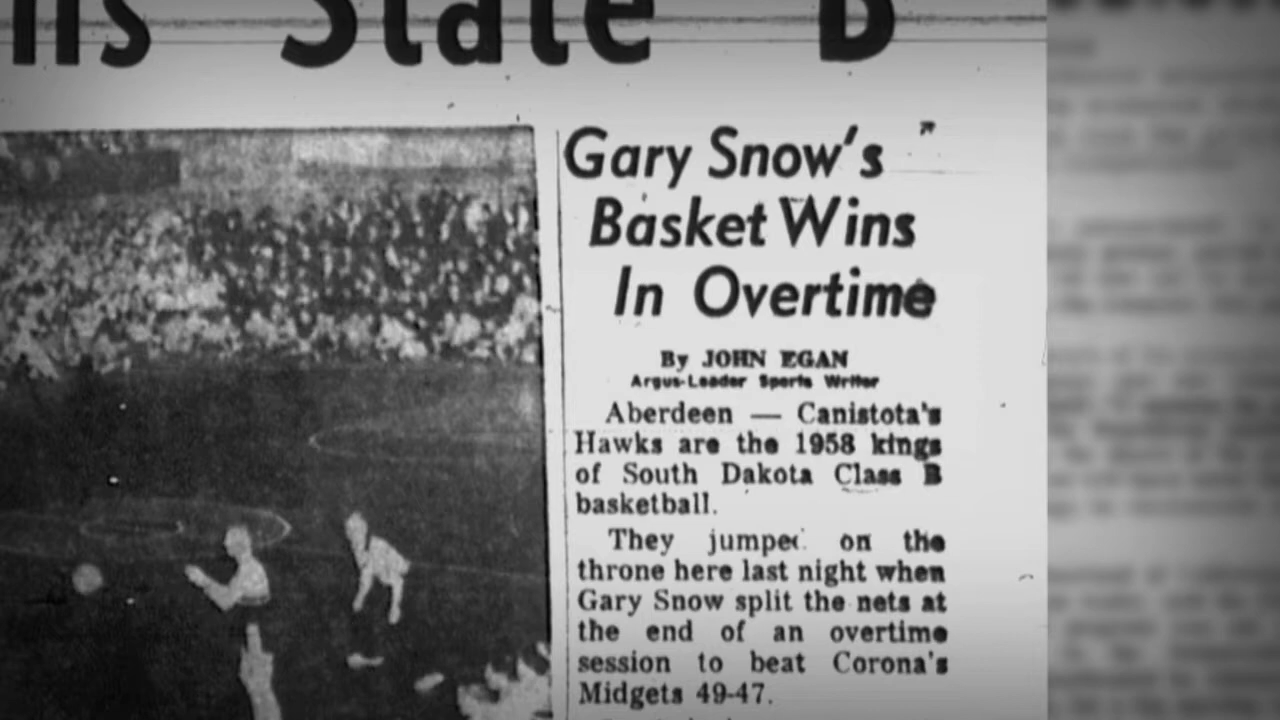 State B
Gary Snow's
Basket Wins
In Overtime
By JOHN EGAN
Argus-Leader Sports Writer
Aberdeen — Canistota's
Hawks are the 1958 kings
of South Dakota Class B
basketball.
They jumped on the
throne here last night when
Gary Snow split the nets at
the end of an overtime
session to beat Corona's
Midgets 49-47.